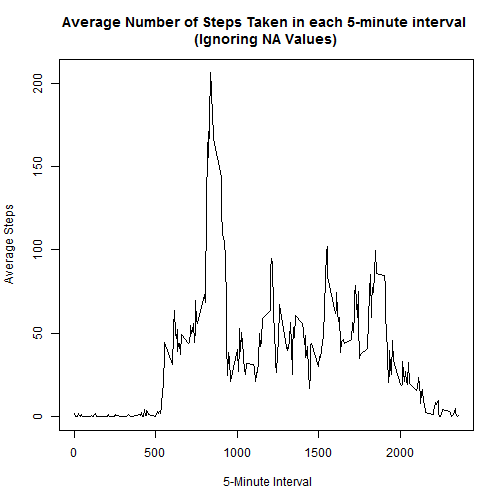 Average Number of Steps Taken in each 5-minute interval
(Ignoring NA Values)
Average Steps
200
150
100
50
0
0 500 1000 1500 2000
5-Minute Interval